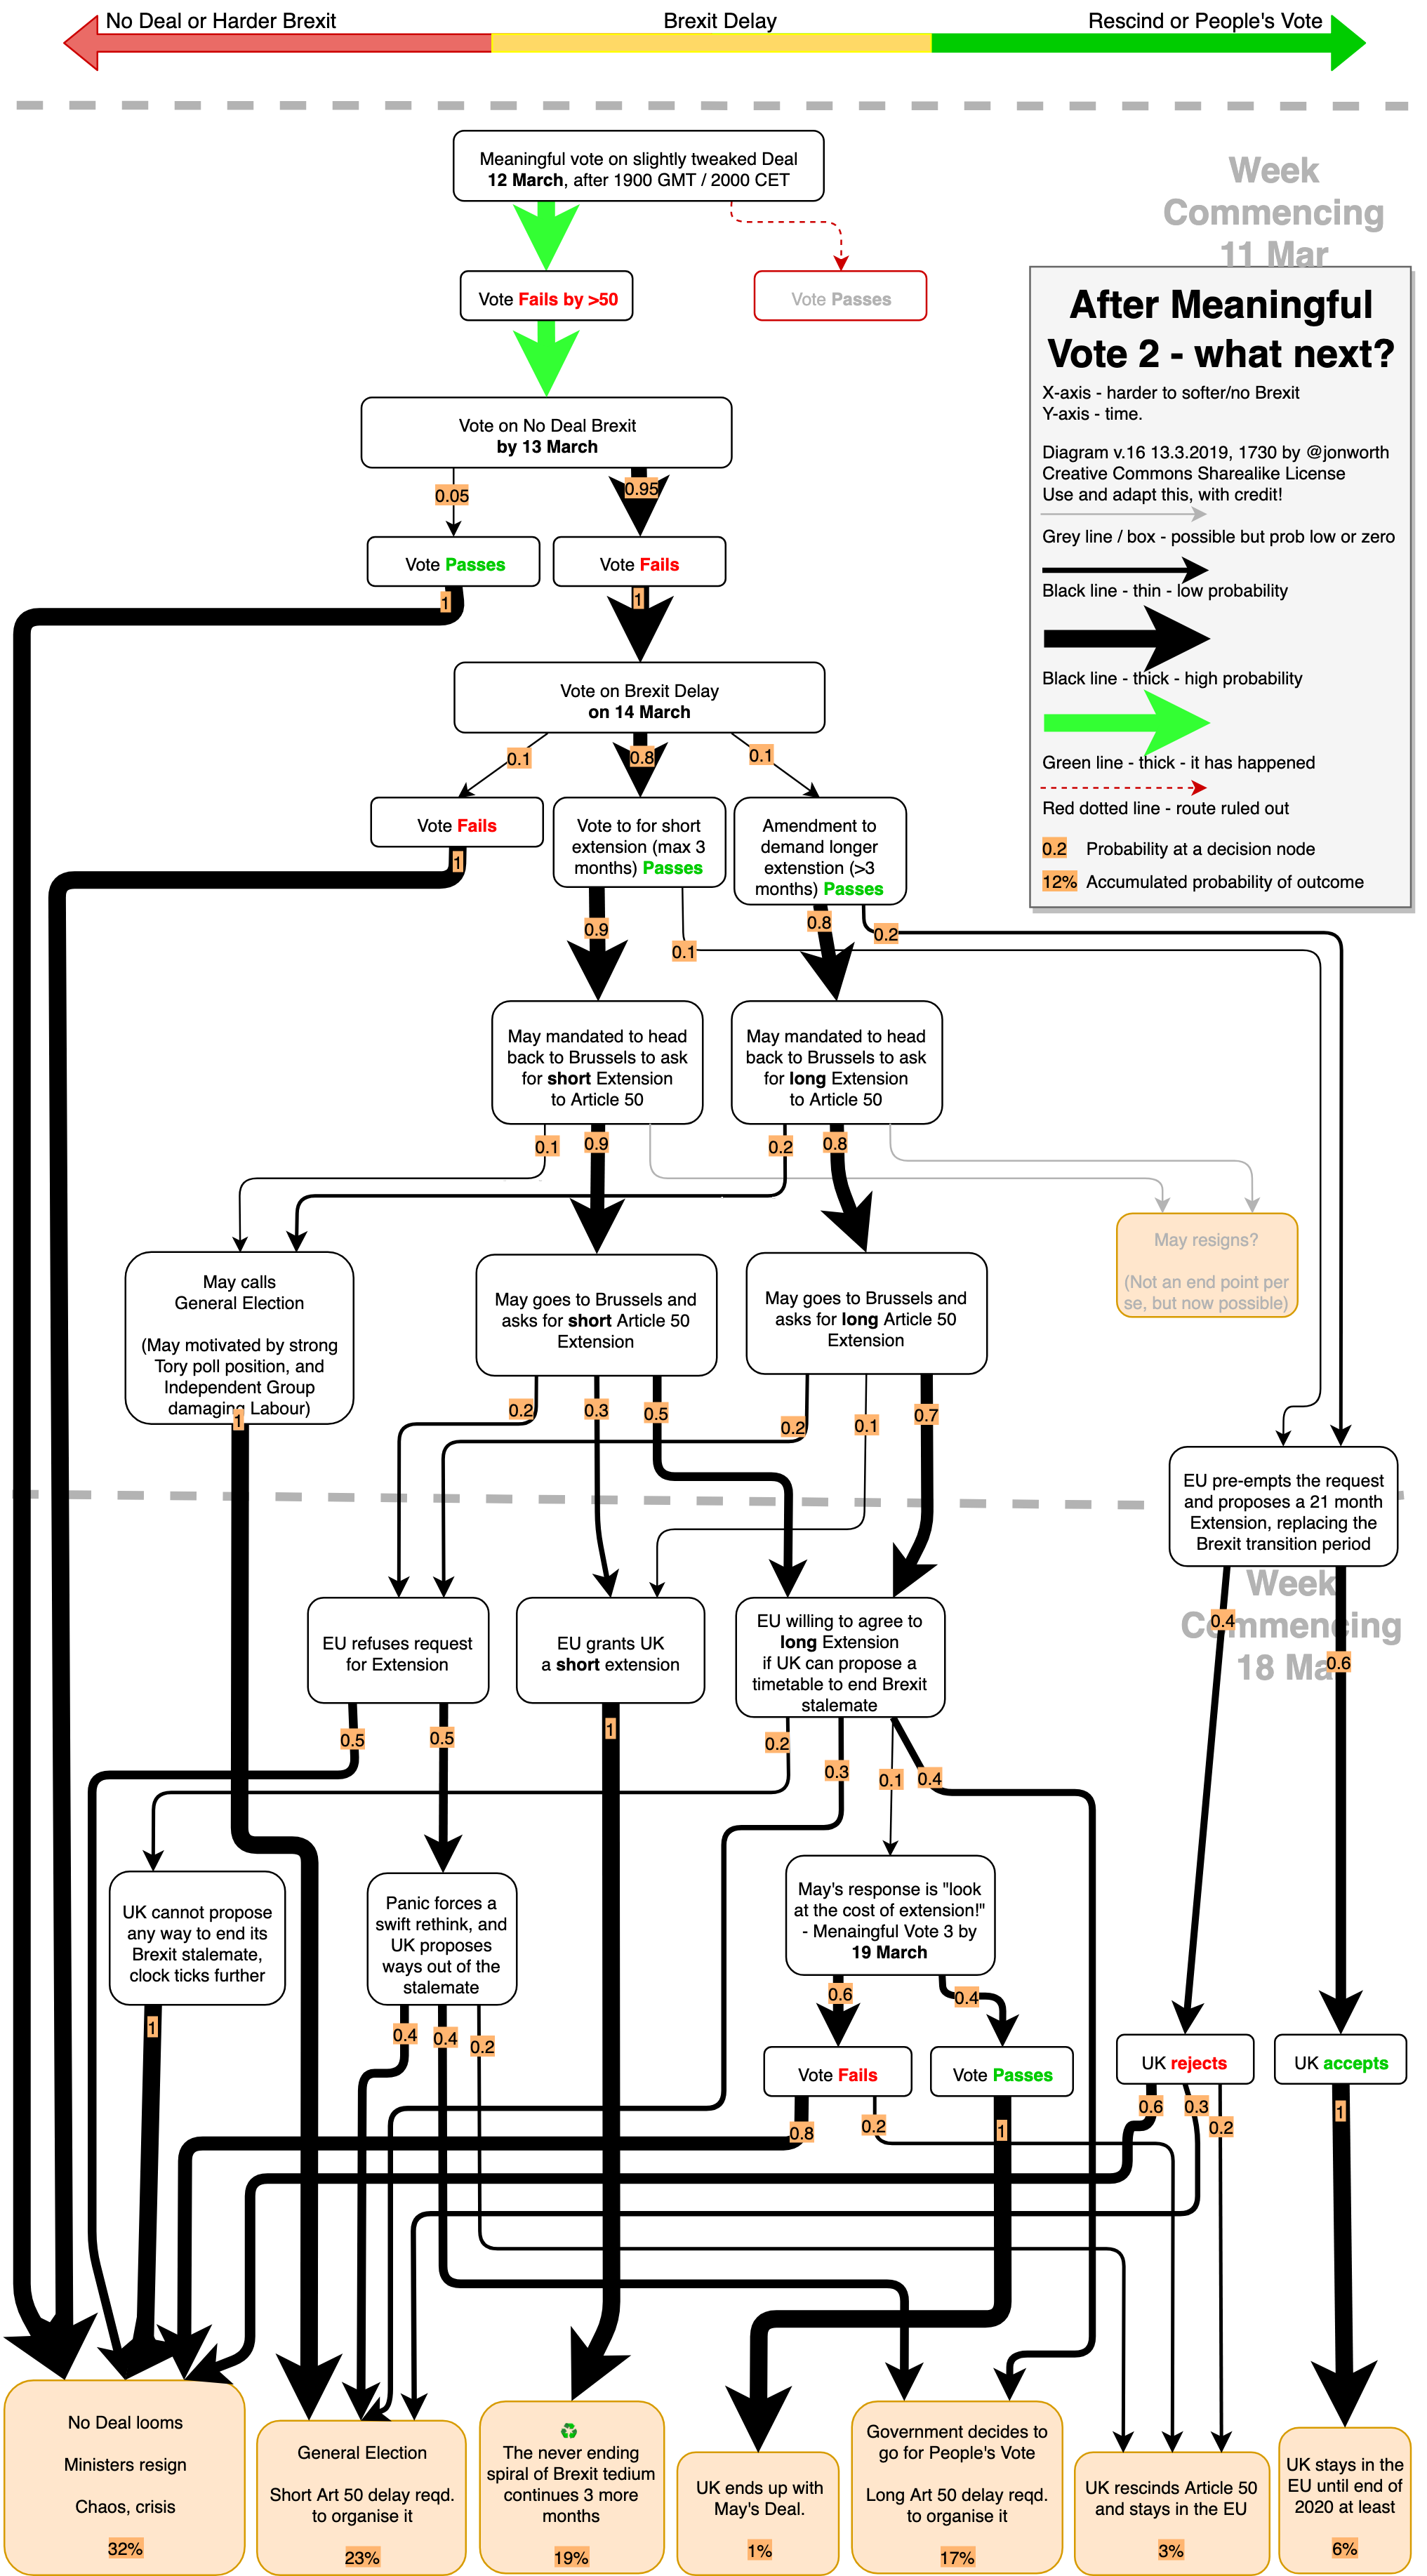 No Deal or Harder Brexit
Brexit Delay
Rescind or People's Vote
Meaningful vote on slightly tweaked Deal
12 March, after 1900 GMT / 2000 CET
Week
Commencing
11 Mar
Vote Fails by >50
Vote Passes
After Meaningful
Vote 2 - what next?
X-axis - harder to softer/no Brexit
Y-axis - time.
Diagram v.16 13.3.2019, 1730 by @jonworth
Creative Commons Sharealike License
Use and adapt this, with credit!
Grey line / box - possible but prob low or zero
Black line - thin - low probability
Black line - thick - high probability
Green line - thick - it has happened
Red dotted line - route ruled out
0.2 Probability at a decision node
12% Accumulated probability of outcome
Vote on No Deal Brexit
by 13 March
0.05
0.95
Vote Passes
Vote Fails
1
1
Vote on Brexit Delay
on 14 March
0.1
0.8
0.1
Vote Fails
Vote to for short
extension (max 3
months) Passes
Amendment to
demand longer
extenstion (>3
months) Passes
1
0.9
0.1
0.8
0.2
May mandated to head
back to Brussels to ask
for short Extension
to Article 50
May mandated to head
back to Brussels to ask
for long Extension
to Article 50
0.1
0.9
0.2
0.8
May resigns?
(Not an end point per
se, but now possible)
May calls
General Election
(May motivated by strong
Tory poll position, and
Independent Group
damaging Labour)
1
May goes to Brussels and
asks for short Article 50
Extension
May goes to Brussels and
asks for long Article 50
Extension
0.2
0.3
0.5
0.2
0.1
0.7
EU pre-empts the request
and proposes a 21 month
Extension, replacing the
Brexit transition period
Week
Commencing
18 Mar
0.4
0.6
EU refuses request
for Extension
EU grants UK
a short extension
EU willing to agree to
long Extension
if UK can propose a
timetable to end Brexit
stalemate
0.5
0.5
1
0.2
0.3
0.1
0.4
UK cannot propose
any way to end its
Brexit stalemate,
clock ticks further
Panic forces a
swift rethink, and
UK proposes
ways out of the
stalemate
May's response is "look
at the cost of extension!"
- Menaingful Vote 3 by
19 March
1
0.4
0.4
0.2
0.6
0.4
Vote Fails
Vote Passes
UK rejects
UK accepts
0.8
0.2
1
0.6
0.3
0.2
1
No Deal looms
Ministers resign
Chaos, crisis
32%
General Election
Short Art 50 delay reqd.
to organise it
23%
The never ending
spiral of Brexit tedium
continues 3 more
months
19%
UK ends up with
May's Deal.
1%
Government decides to
go for People's Vote
Long Art 50 delay reqd.
to organise it
17%
UK rescinds Article 50
and stays in the EU
3%
UK stays in the
EU until end of
2020 at least
6%